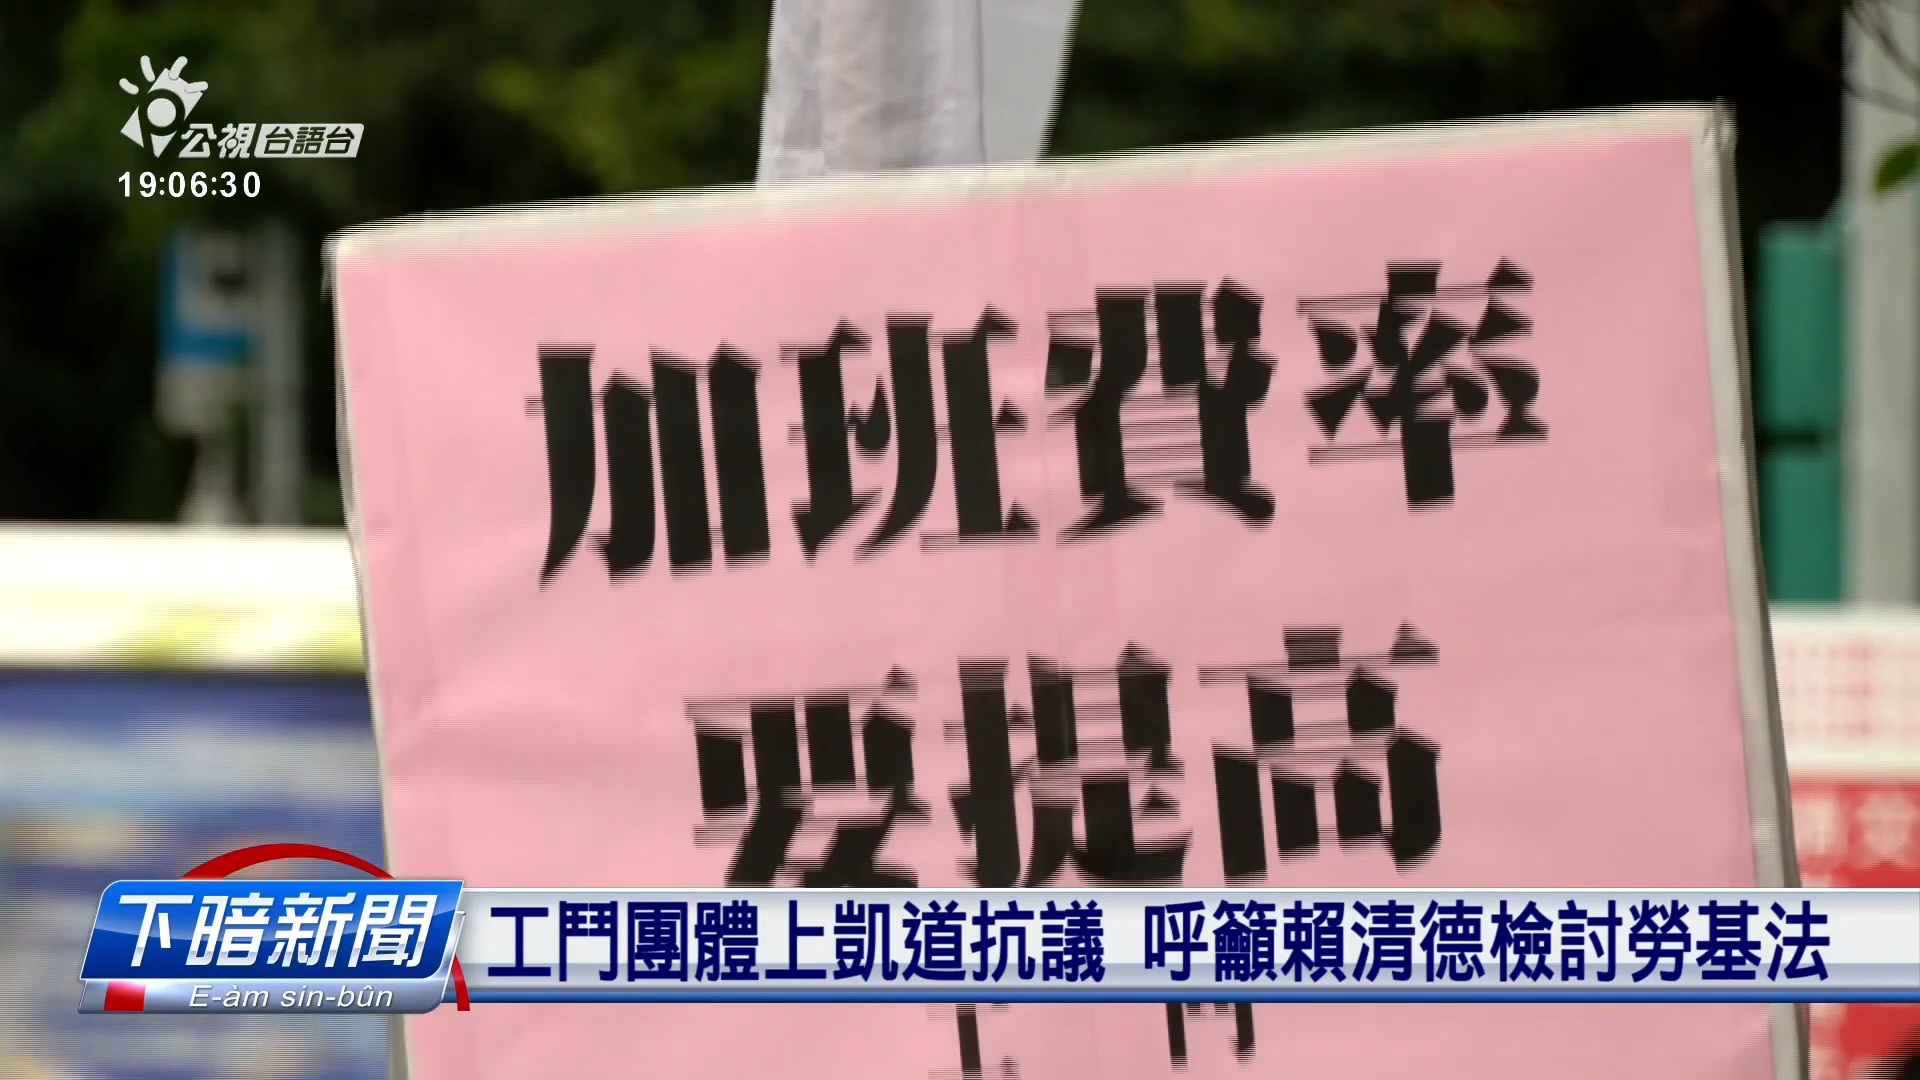 公視台語台
19:06:30
加班費率
要提高
下暗新聞
E-àm sin-bûn
工鬥團體上凱道抗議 呼籲賴清德檢討勞基法